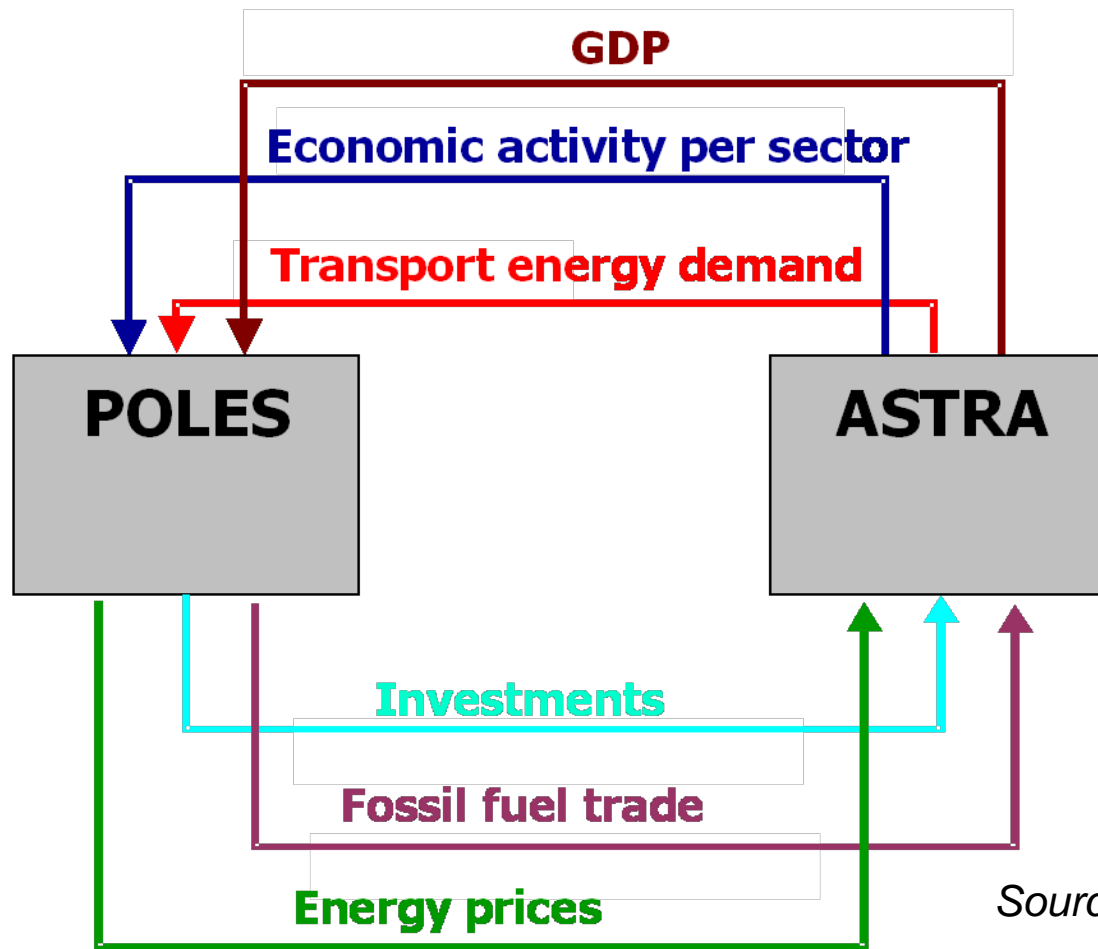 GDP
Economic activity per sector
Transport energy demand
POLES
ASTRA
Investments
Fossil fuel trade
Energy prices